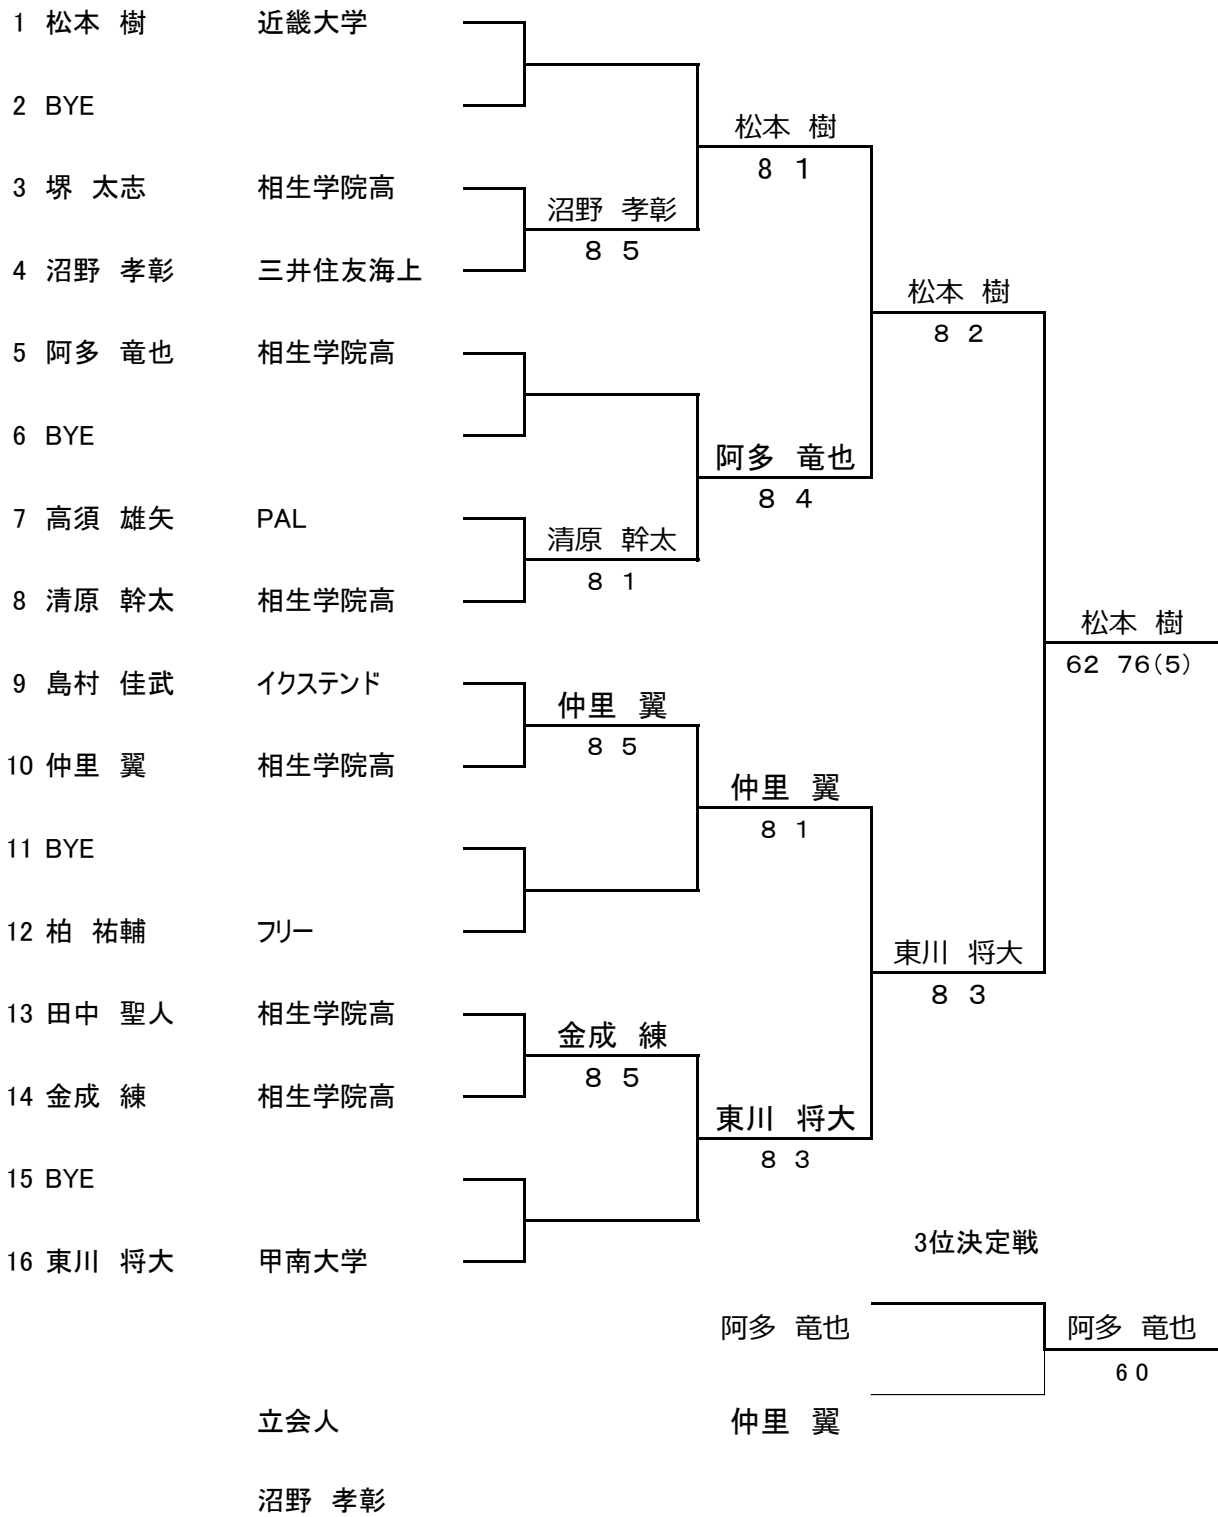 1 松本 樹 近畿大学
2 BYE
松本 樹
8 1
3 堺 太志 相生学院高
沼野 孝彰
8 5
4 沼野 孝彰 三井住友海上
松本 樹
8 2
5 阿多 竜也 相生学院高
6 BYE
阿多 竜也
8 4
7 高須 雄矢 PAL
清原 幹太
8 1
8 清原 幹太 相生学院高
松本 樹
62 76(5)
9 島村 佳武 イクステンド
仲里 翼
8 5
10 仲里 翼 相生学院高
仲里 翼
8 1
11 BYE
12 柏 祐輔 フリー
東川 将大
8 3
13 田中 聖人 相生学院高
金成 練
8 5
14 金成 練 相生学院高
東川 将大
8 3
15 BYE
16 東川 将大 甲南大学
3位決定戦
阿多 竜也
阿多 竜也
6 0
立会人
仲里 翼
沼野 孝彰